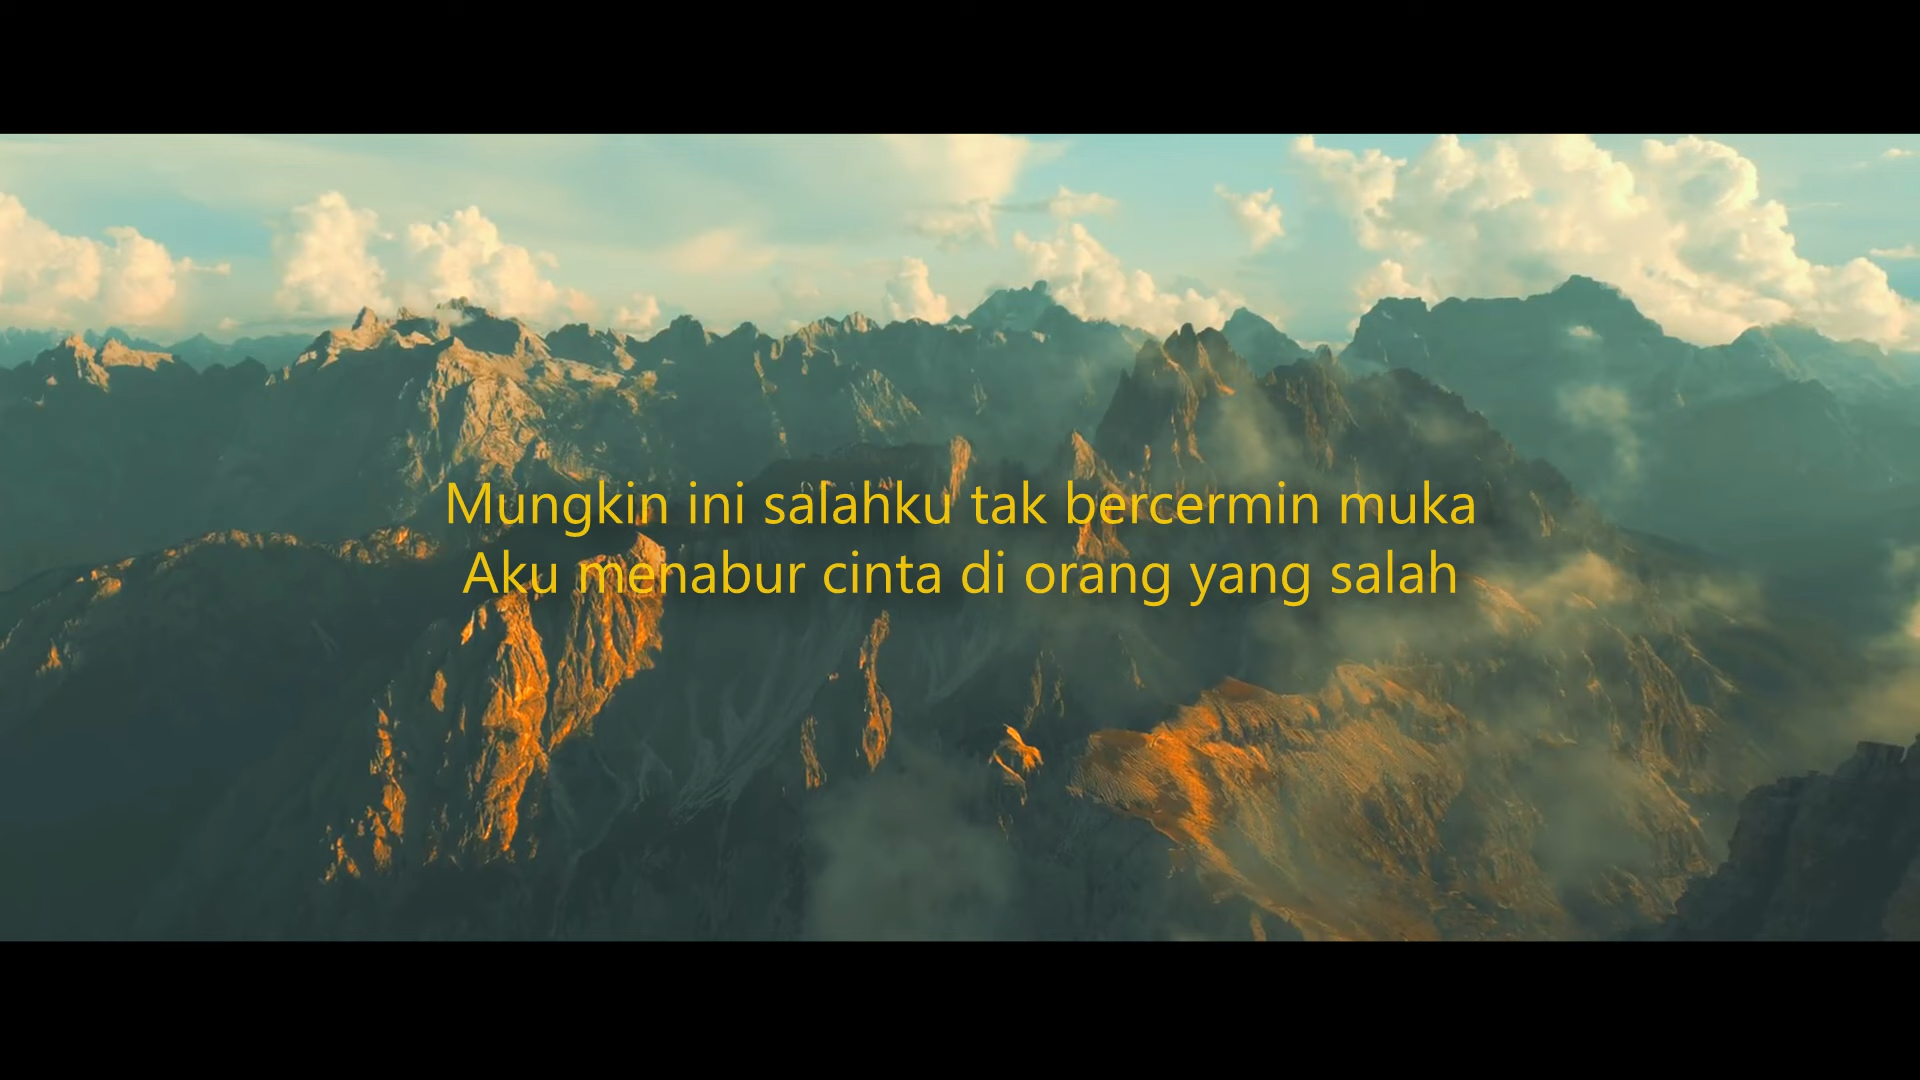 Mungkin ini salahku tak bercermin muka
Aku menabur cinta di orang yang salah